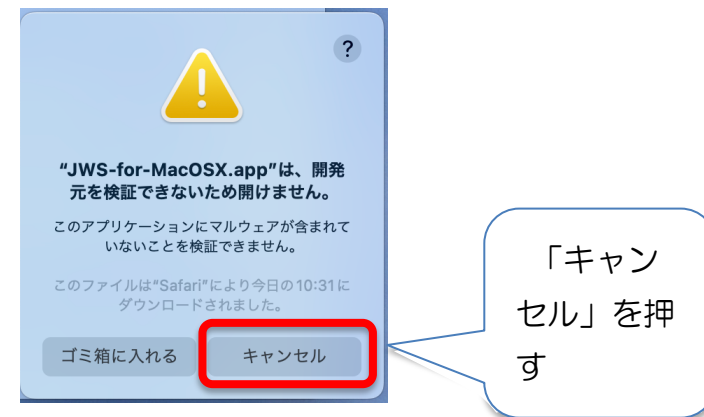 ?
“JWS-for-MacOSX.app”は、開発
元を検証できないため開けません。
このアプリケーションにマルウェアが含まれて
いないことを検証できません。
このファイルは“Safari”により今日の10:31に
ダウンロードされました。
ゴミ箱に入れる
キャンセル
「キャン
セル」を押
す